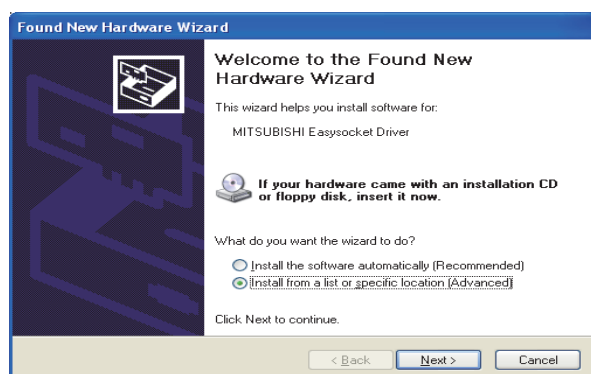 Found New Hardware Wizard
Welcome to the Found New
Hardware Wizard
This wizard helps you install software for:
MITSUBISHI Easysocket Driver
If your hardware came with an installation CD
or floppy disk, insert it now.
What do you want the wizard to do?
Install the software automatically (Recommended)
Install from a list or specific location (Advanced)
Click Next to continue.
< Back Next > Cancel